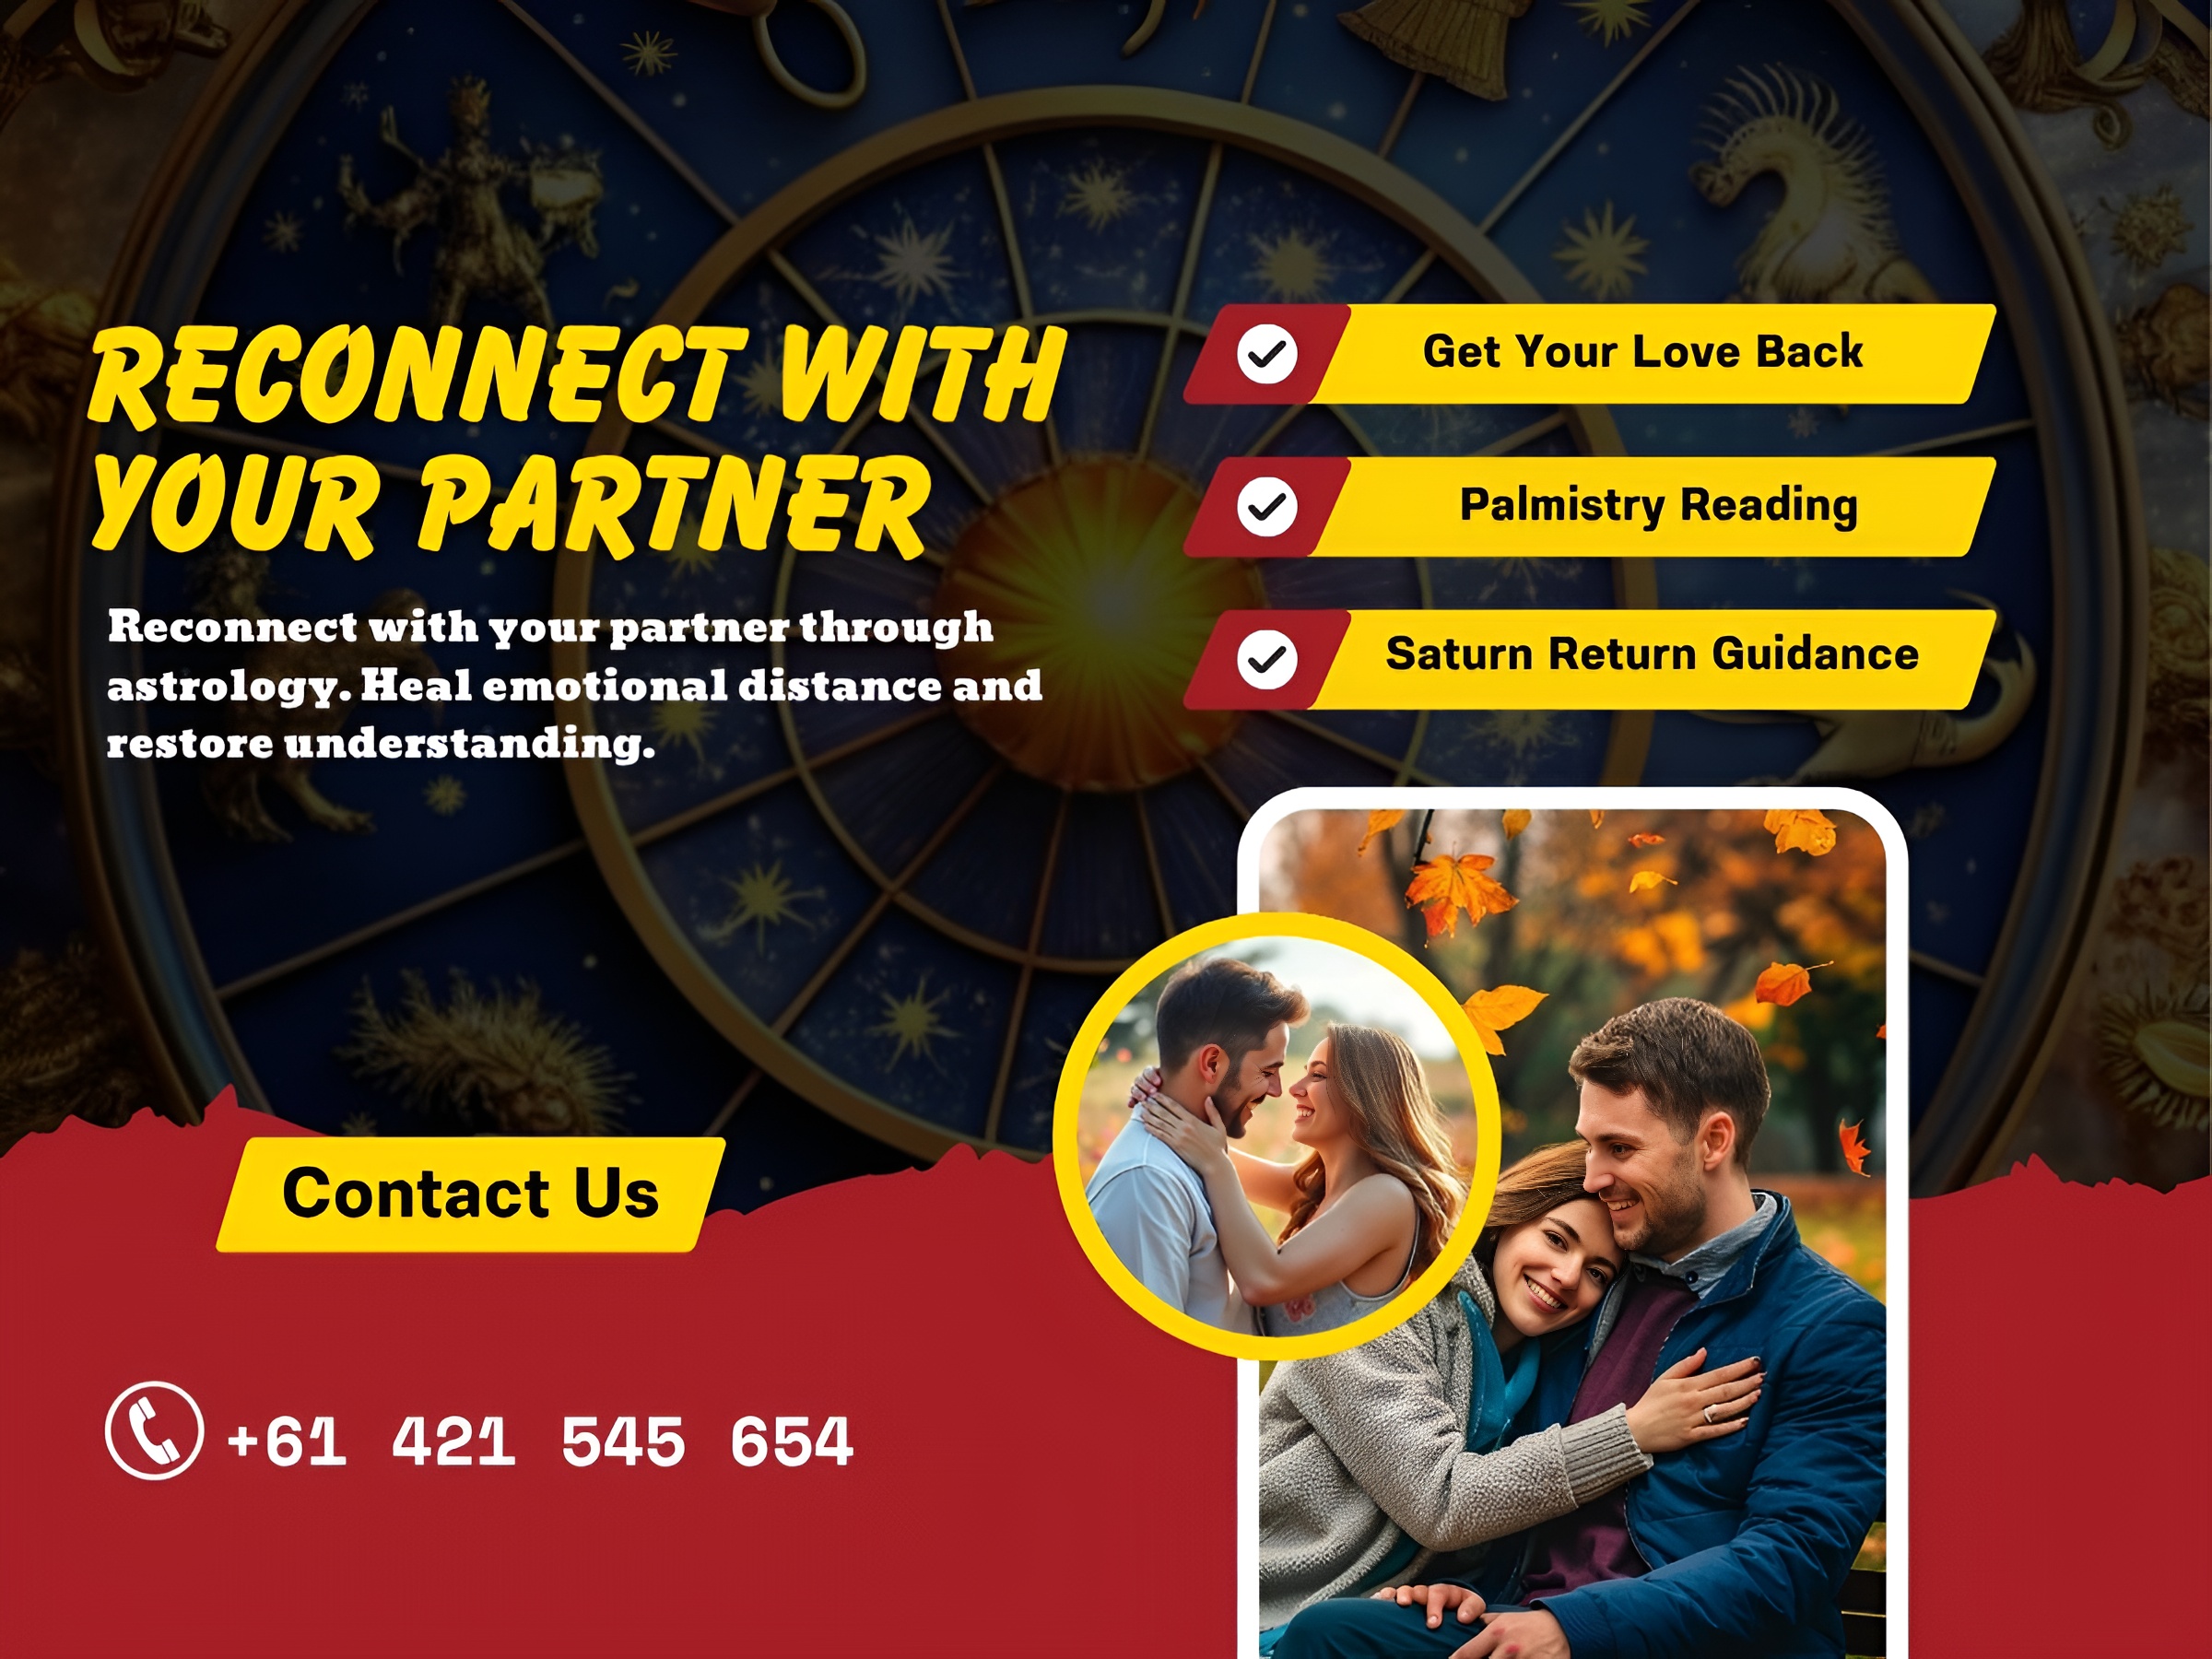 RECONNECT WITH
YOUR PARTNER
Reconnect with your partner through
astrology. Heal emotional distance and
restore understanding.
Get Your Love Back
Palmistry Reading
Saturn Return Guidance
Contact Us
+61 421 545 654